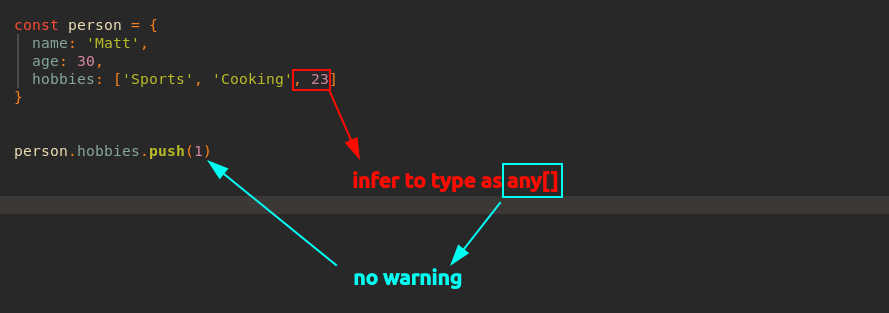 const person = {
name: 'Matt',
age: 30,
hobbies: ['Sports', 'Cooking', 23]
}
person.hobbies.push(1)
infer to type as any[]
no warning